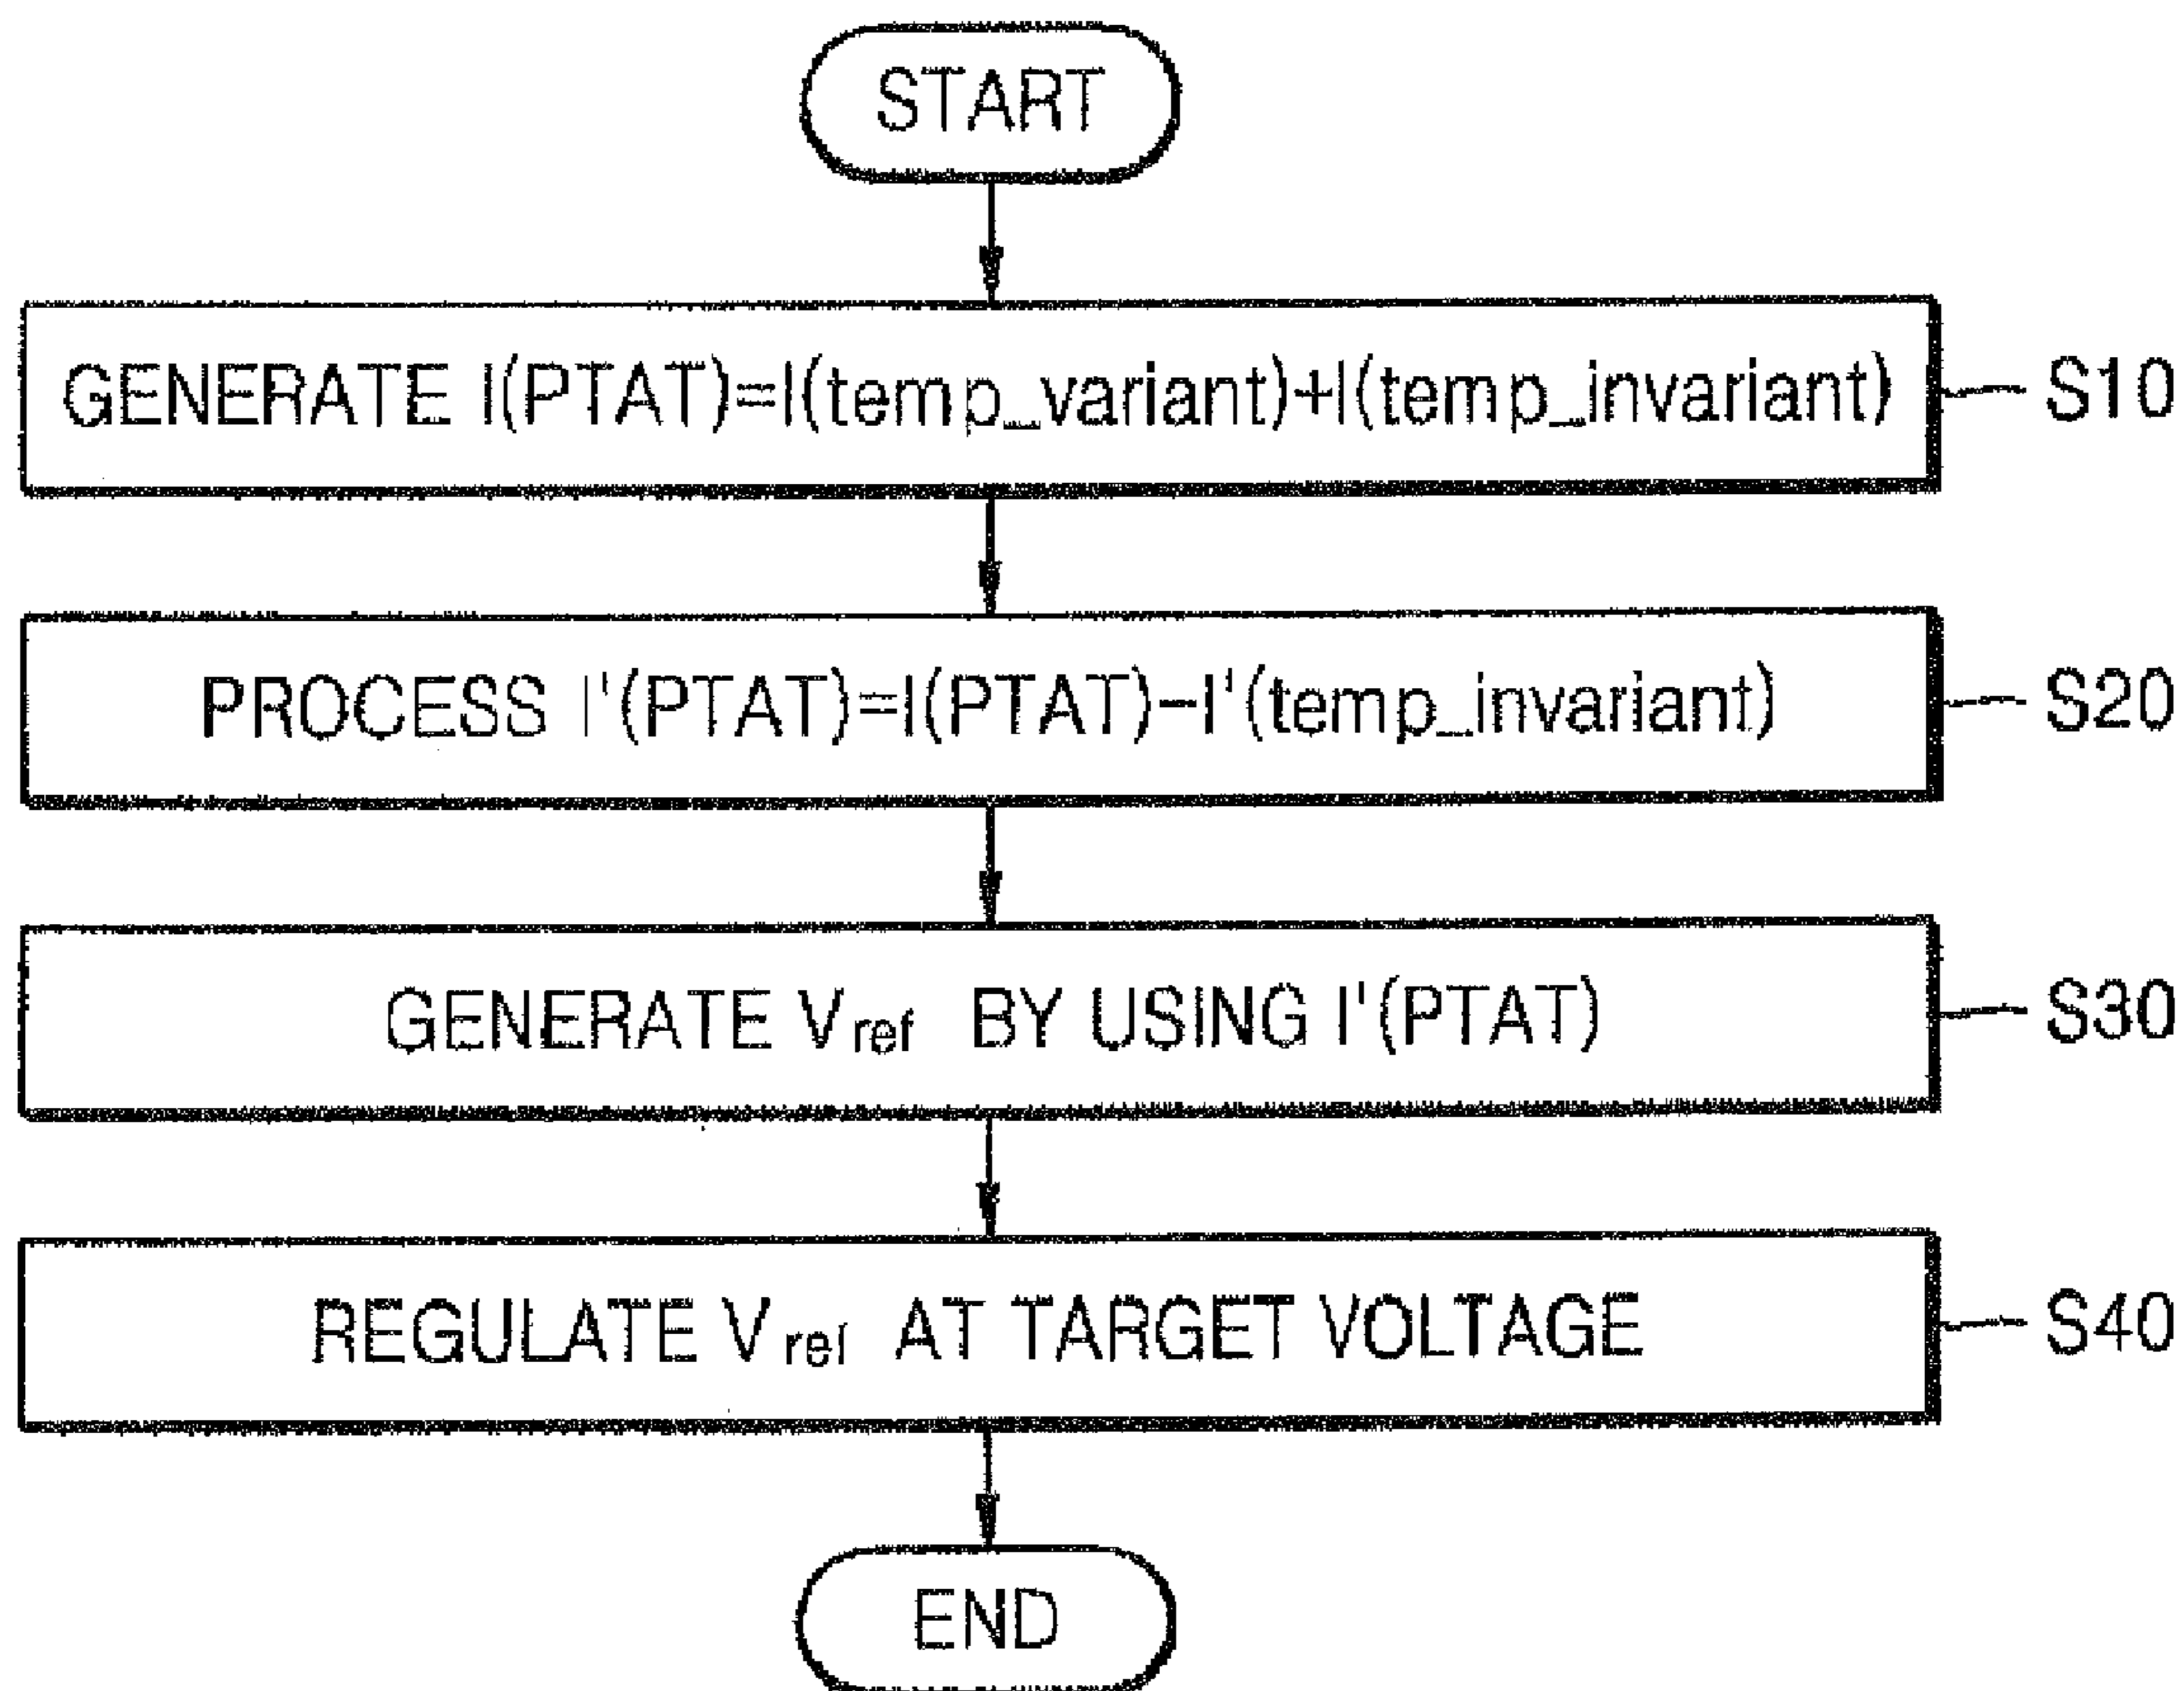 START
GENERATE I(PTAT)=I(temp_variant)+I(temp_invariant)
S10
PROCESS I'(PTAT)=I(PTAT)-I'(temp_invariant)
S20
GENERATE Vref BY USING I'(PTAT)
S30
REGULATE Vref AT TARGET VOLTAGE
S40
END